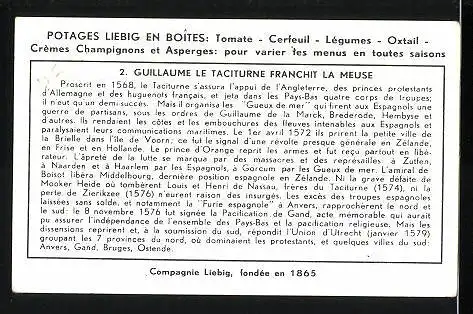 POTAGES LIEBIG EN BOÎTES: Tomate - Cerfeuil - Légumes - Oxtail -
Crèmes Champignons et Asperges: pour varier les menus en toutes saisons
2. GUILLAUME LE TACITURNE FRANCHIT LA MEUSE
Proscrit en 1568, le Taciturne s'assura l'appui de l'Angleterre, des princes protestants
d'Allemagne et des huguenots français, et jeta dans les Pays-Bas quatre corps de troupes;
il n'eut qu'un demi-succès. Mais il organisa les "Gueux de mer" qui firent aux Espagnols une
guerre de partisans, sous les ordres de Guillaume de la Marck, Brederode, Hembyse et
d'autres. Ils rendaient les côtes et les embouchures des fleuves intenables aux Espagnols et
paralysaient leurs communications maritimes. Le 1er avril 1572 ils prirent la petite ville de
la Brielle dans l'île de Voorn; ce fut le signal d'une révolte presque générale en Zélande,
en Frise et en Hollande. Le prince d'Orange reprit les armes et fut reçu partout en libé-
rateur. L'âpreté de la lutte se marqua par des massacres et des représailles à Zutfen,
à Naarden et à Haarlem par les Espagnols, à Gorcum par les Gueux de mer. L'amiral de
Boisot libéra Middelbourg, dernière position espagnole en Zélande. Ni la grave défaite de
Mooker Heide où tombèrent Louis et Henri de Nassau, frères du Taciturne (1574), ni la
perte de Zierikzee (1576) n'eurent raison des insurgés. Les excès des troupes espagnoles
laissées sans solde, et notamment la "Furie espagnole" à Anvers, rapprochèrent le nord et
le sud: le 8 novembre 1576 fut signée la Pacification de Gand, acte mémorable qui aurait
pu assurer l'indépendance de l'ensemble des Pays-Bas et la pacification religieuse. Mais les
dissensions reprirent et, à la soumission du sud, répondit l'Union d'Utrecht (janvier 1579)
groupant les 7 provinces du nord, où dominaient les protestants, et quelques villes du sud:
Anvers, Gand, Bruges, Ostende.
Compagnie Liebig, fondée en 1865